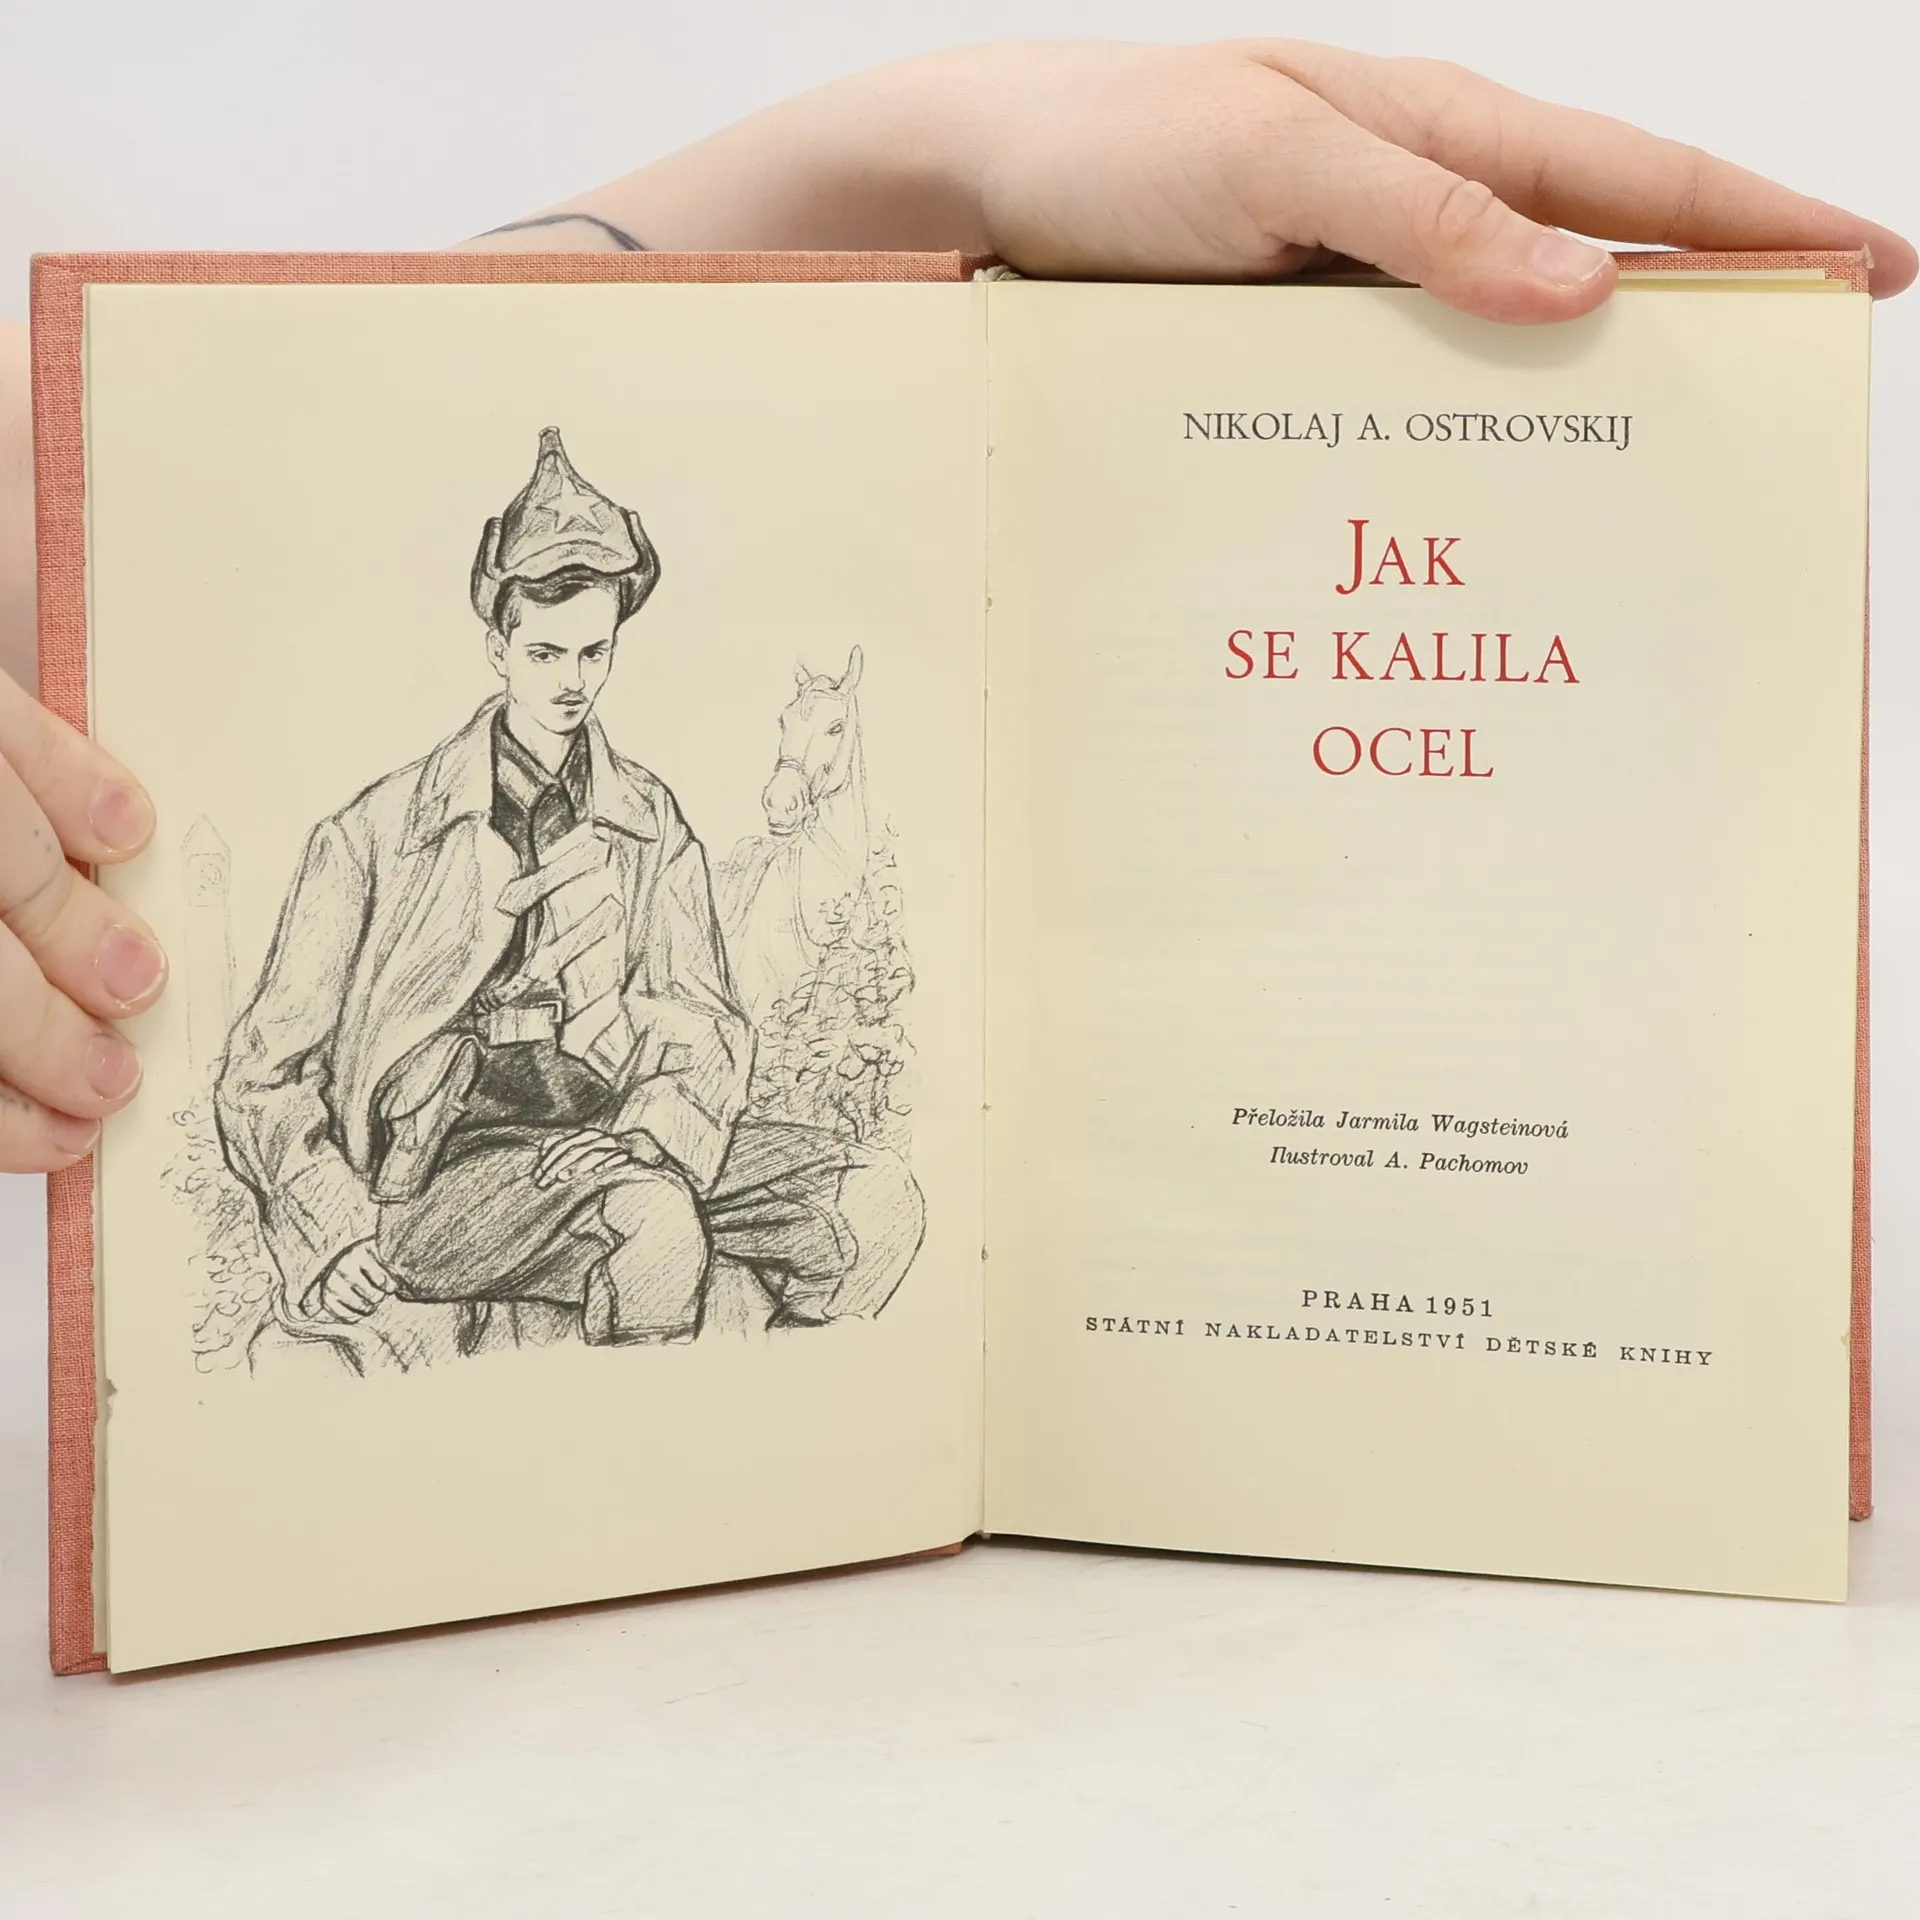 NIKOLAJ A. OSTROVSKIJ
JAK
SE KALILA
OCEL
Přeložila Jarmila Wagsteinová
Ilustroval A. Pachomov
PRAHA 1951
STÁTNÍ NAKLADATELSTVÍ DĚTSKÉ KNIHY